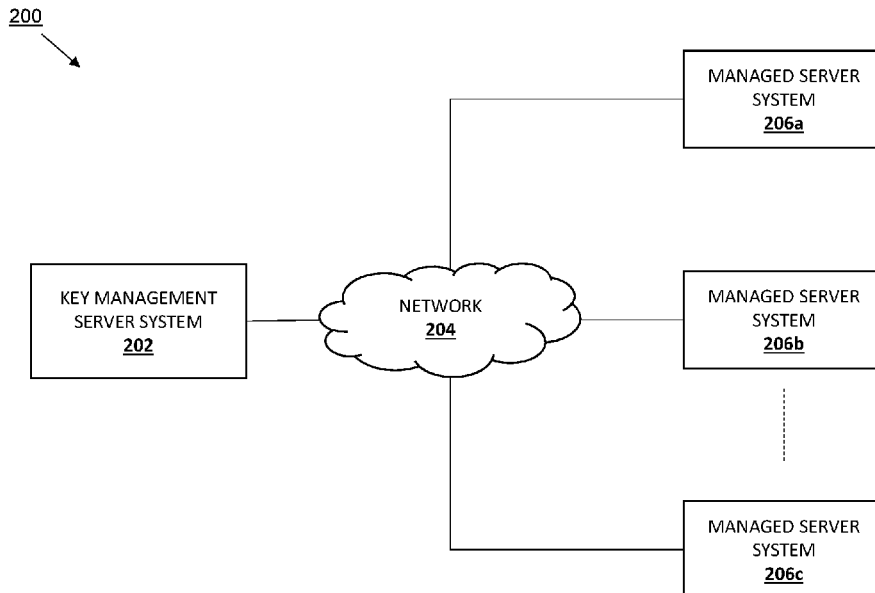 200
MANAGED SERVER
SYSTEM
206a
KEY MANAGEMENT
SERVER SYSTEM
202
NETWORK
204
MANAGED SERVER
SYSTEM
206b
MANAGED SERVER
SYSTEM
206c